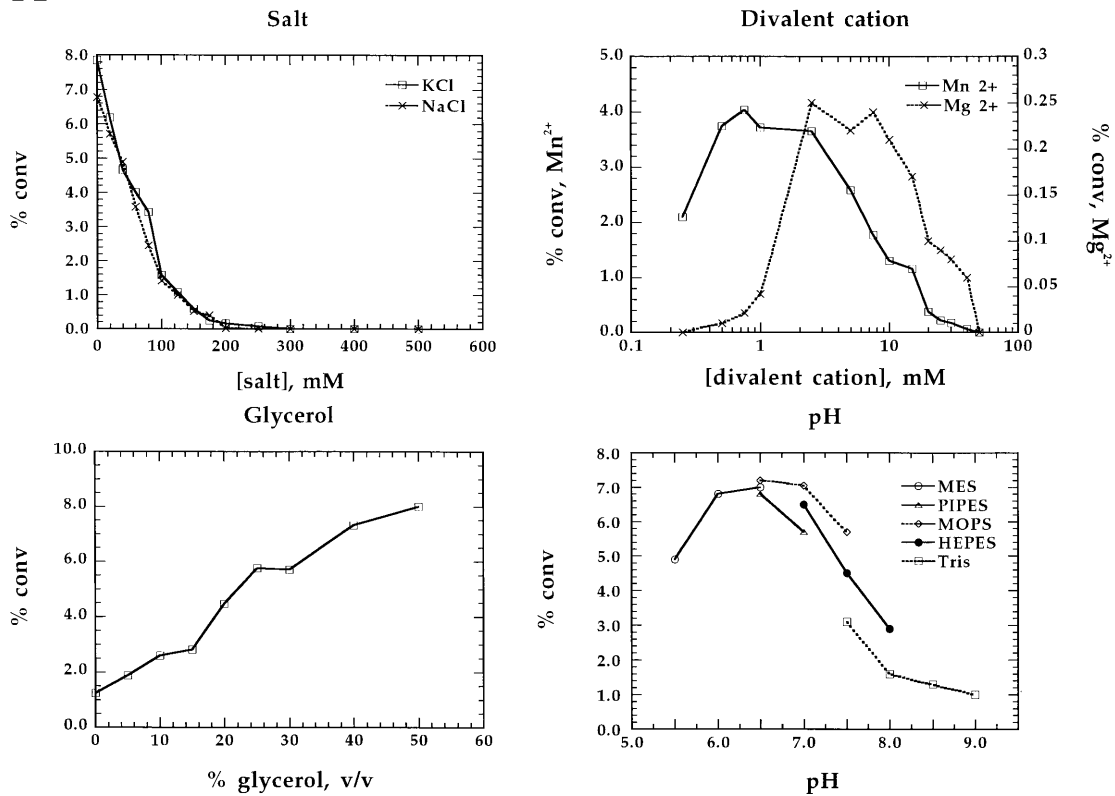 Salt
8.0
7.0
6.0
5.0
4.0
3.0
2.0
1.0
0.0
% conv
KCl
NaCl
0 100 200 300 400 500 600
[salt], mM
Divalent cation
5.0
4.0
3.0
2.0
1.0
0.0
% conv, Mn2+
Mn 2+
Mg 2+
0.3
0.25
0.2
0.15
0.1
0.05
0
% conv, Mg2+
0.1 1 10 100
[divalent cation], mM
Glycerol
10.0
8.0
6.0
4.0
2.0
0.0
% conv
0 10 20 30 40 50 60
% glycerol, v/v
pH
8.0
7.0
6.0
5.0
4.0
3.0
2.0
1.0
0.0
% conv
MES
PIPES
MOPS
HEPES
Tris
5.0 6.0 7.0 8.0 9.0
pH